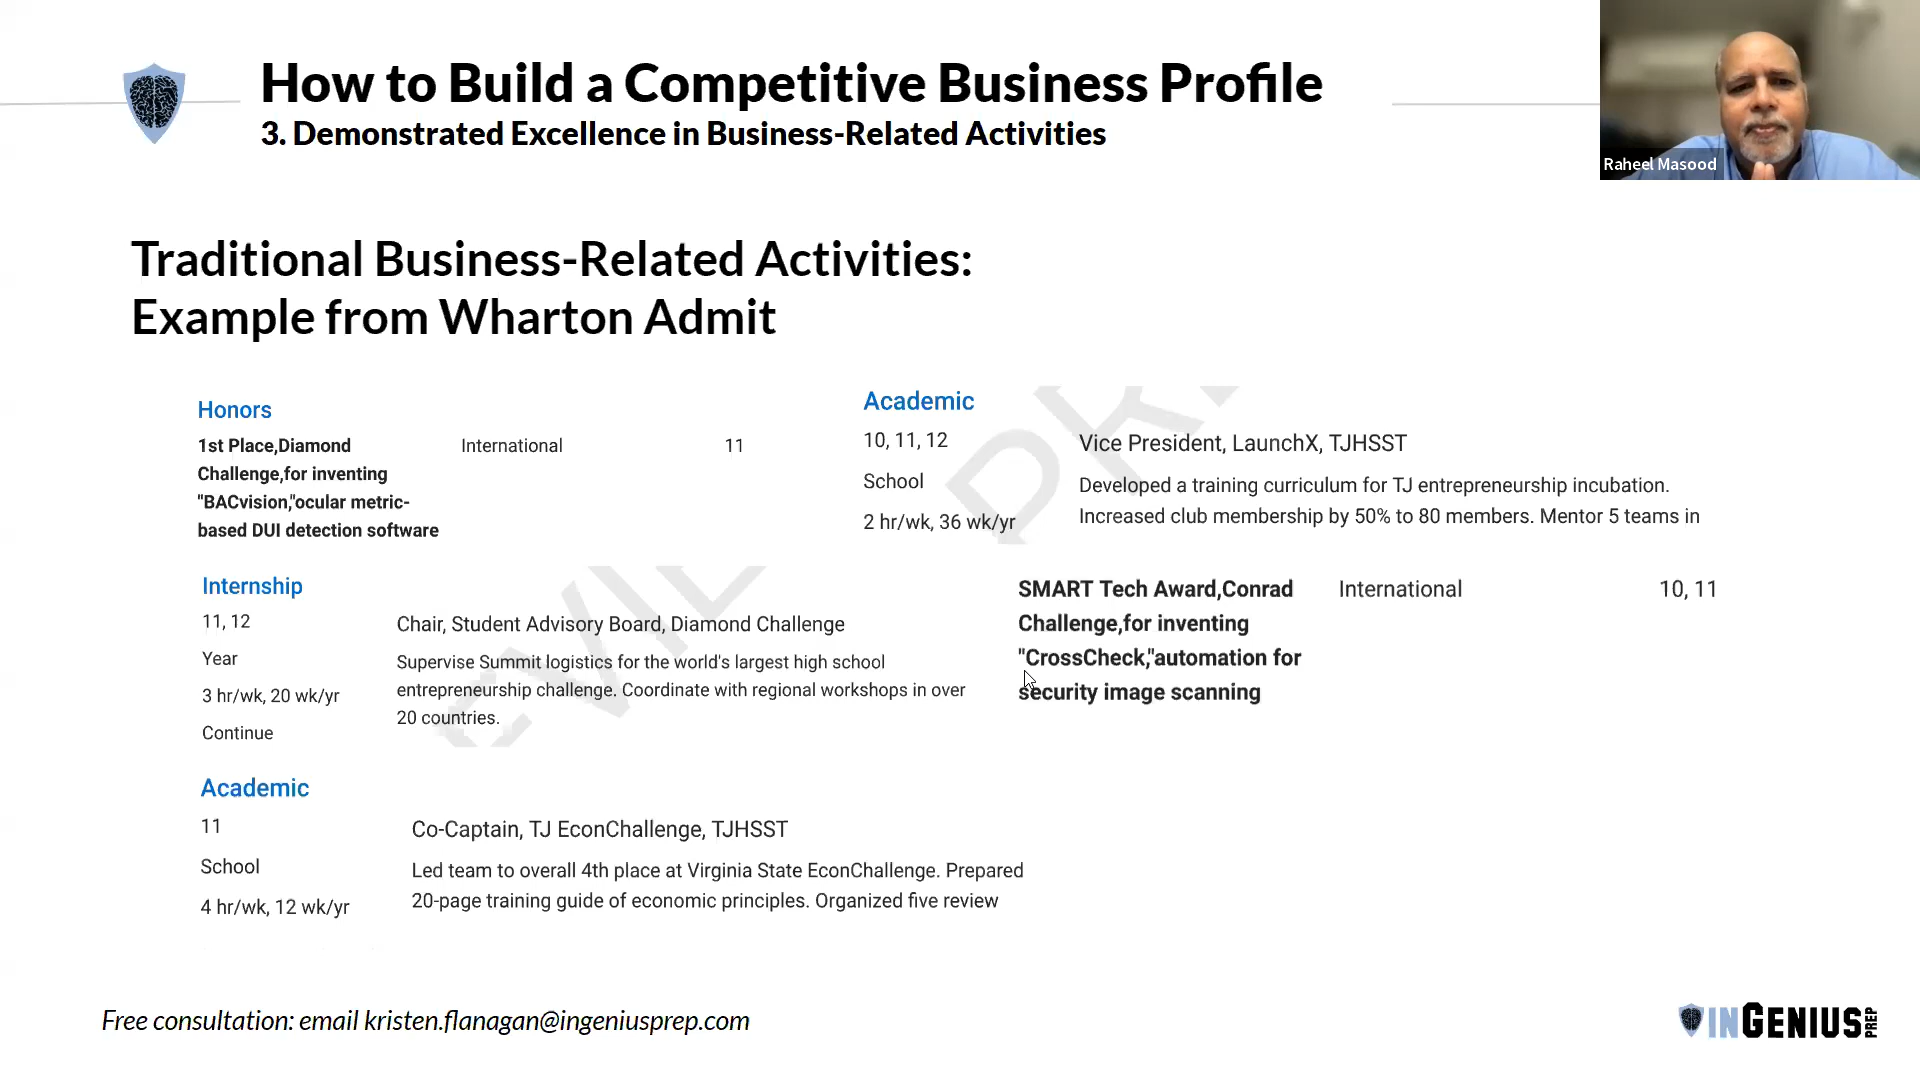 How to Build a Competitive Business Profile
3. Demonstrated Excellence in Business-Related Activities
Raheel Masood
Traditional Business-Related Activities:
Example from Wharton Admit
Honors
1st Place,Diamond
Challenge,for inventing
"BACvision,"ocular metric-
based DUI detection software
International
11
Academic
10, 11, 12
School
2 hr/wk, 36 wk/yr
Vice President, LaunchX, TJHSST
Developed a training curriculum for TJ entrepreneurship incubation.
Increased club membership by 50% to 80 members. Mentor 5 teams in
Internship
11, 12
Year
3 hr/wk, 20 wk/yr
Continue
Chair, Student Advisory Board, Diamond Challenge
Supervise Summit logistics for the world's largest high school
entrepreneurship challenge. Coordinate with regional workshops in over
20 countries.
SMART Tech Award,Conrad
Challenge,for inventing
"CrossCheck,"automation for
security image scanning
International
10, 11
Academic
11
School
4 hr/wk, 12 wk/yr
Co-Captain, TJ EconChallenge, TJHSST
Led team to overall 4th place at Virginia State EconChallenge. Prepared
20-page training guide of economic principles. Organized five review
Free consultation: email kristen.flanagan@ingeniusprep.com
INGENIUS PREP